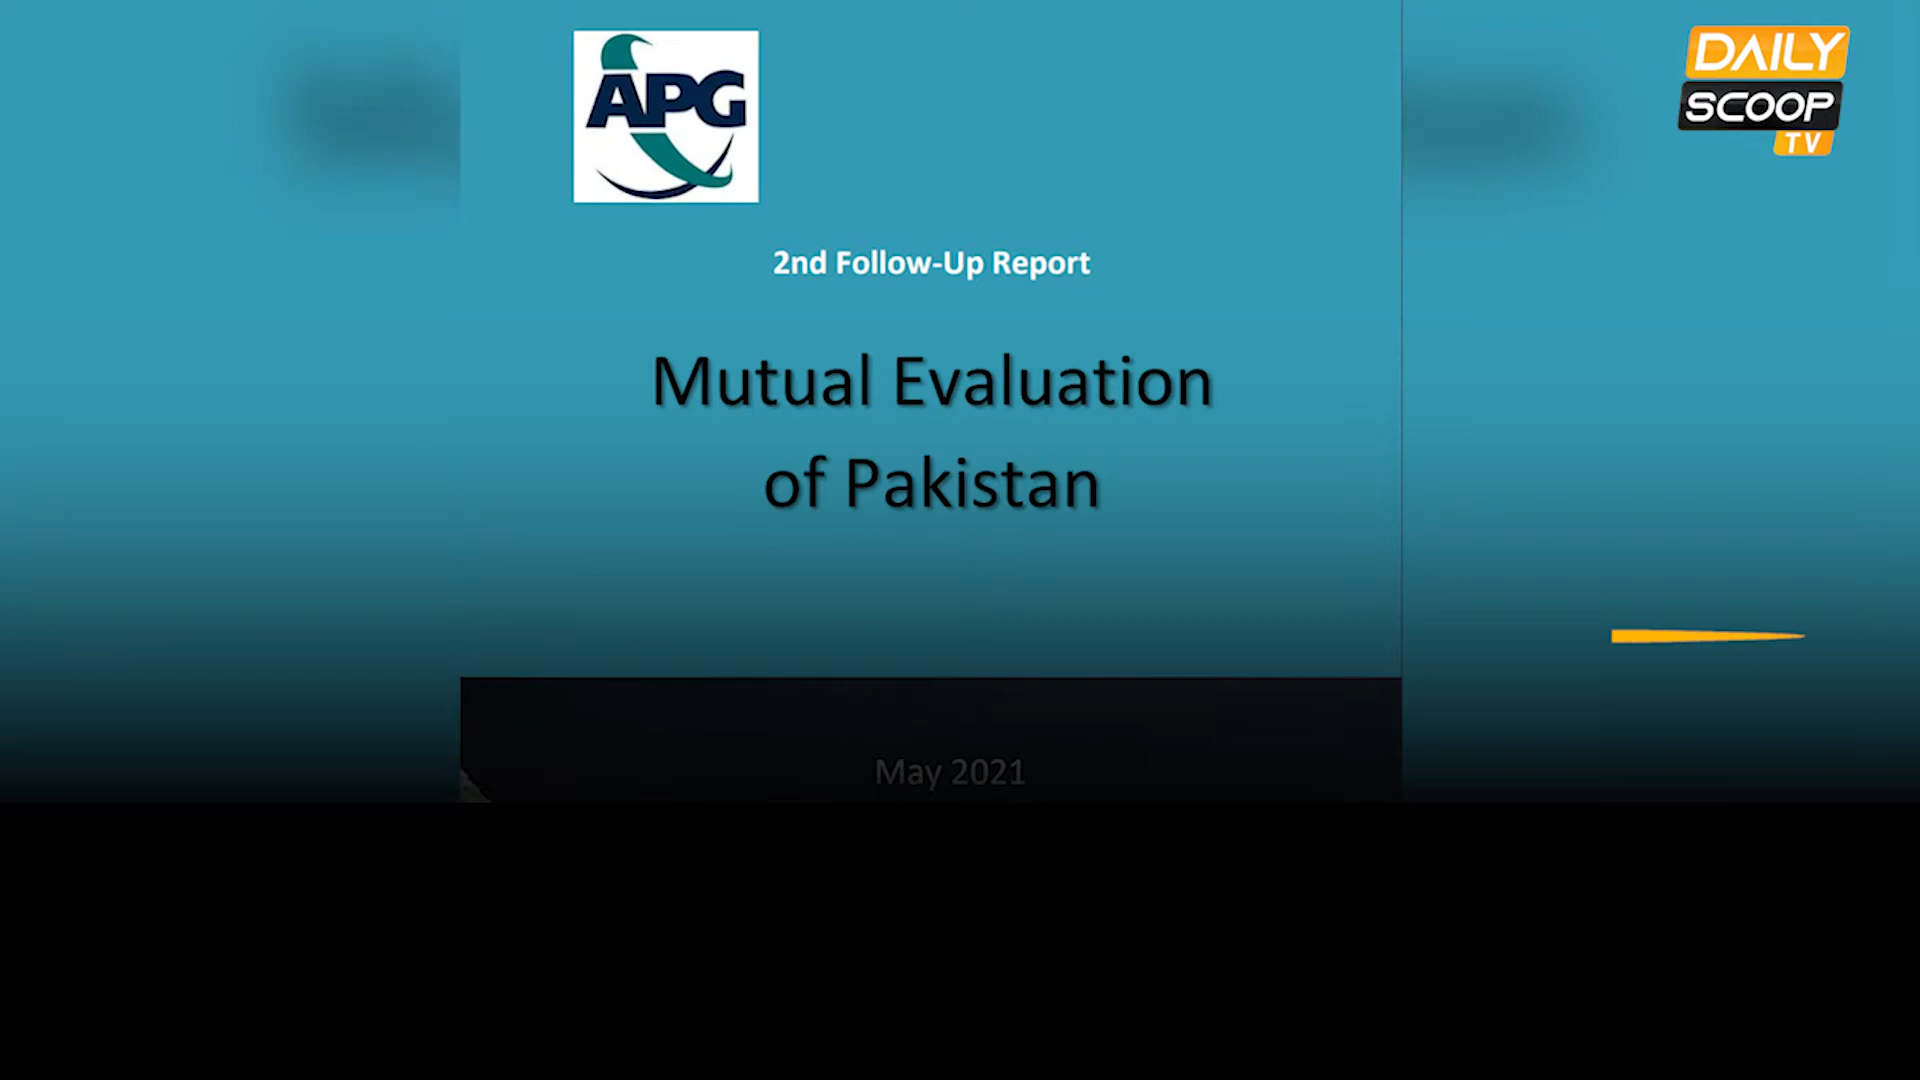 APG
DAILY
SCOOP
TV
2nd Follow-Up Report
Mutual Evaluation
of Pakistan
May 2021